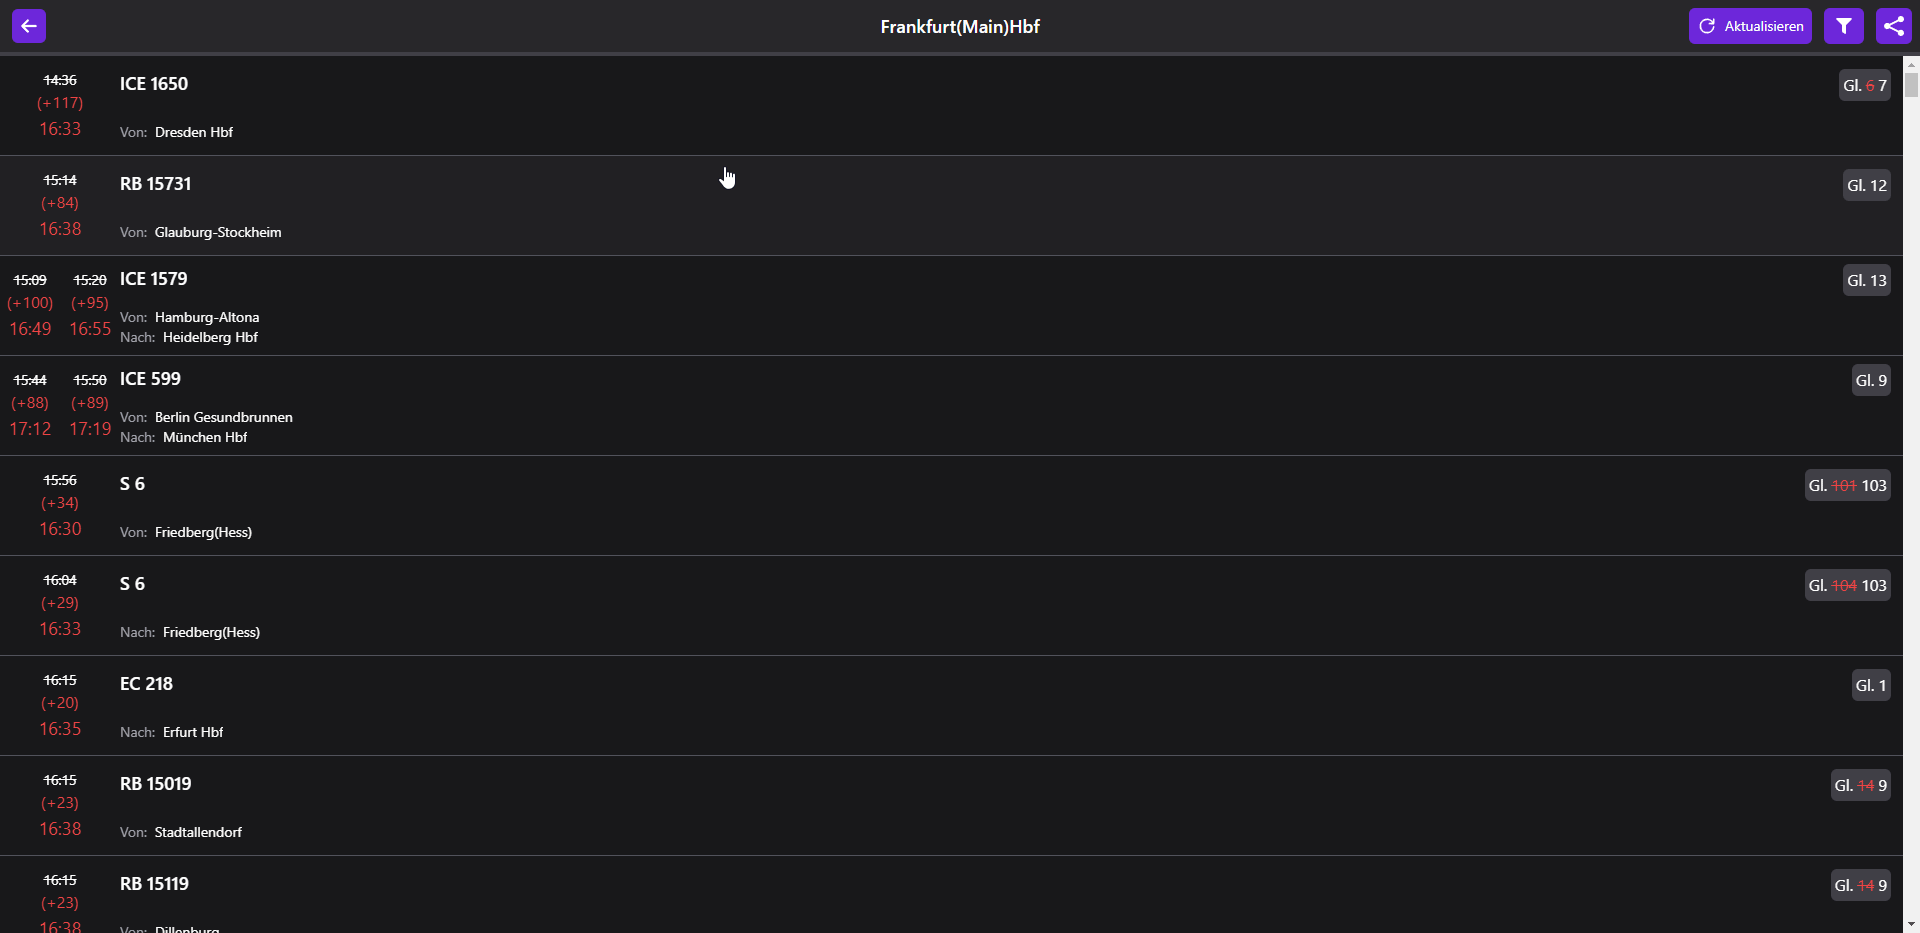 Frankfurt(Main)Hbf
Aktualisieren
14:36
ICE 1650
Gl. 6 7
(+117)
16:33
Von: Dresden Hbf
15:14
RB 15731
Gl. 12
(+84)
16:38
Von: Glauburg-Stockheim
15:09 15:20
ICE 1579
Gl. 13
(+100) (+95)
16:49 16:55
Von: Hamburg-Altona
Nach: Heidelberg Hbf
15:44 15:50
ICE 599
Gl. 9
(+88) (+89)
17:12 17:19
Von: Berlin Gesundbrunnen
Nach: München Hbf
15:56
S 6
Gl. 101 103
(+34)
16:30
Von: Friedberg(Hess)
16:04
S 6
Gl. 104 103
(+29)
16:33
Nach: Friedberg(Hess)
16:15
EC 218
Gl. 1
(+20)
16:35
Nach: Erfurt Hbf
16:15
RB 15019
Gl. 14 9
(+23)
16:38
Von: Stadtallendorf
16:15
RB 15119
Gl. 14 9
(+23)
16:38
Von: Dillenburg